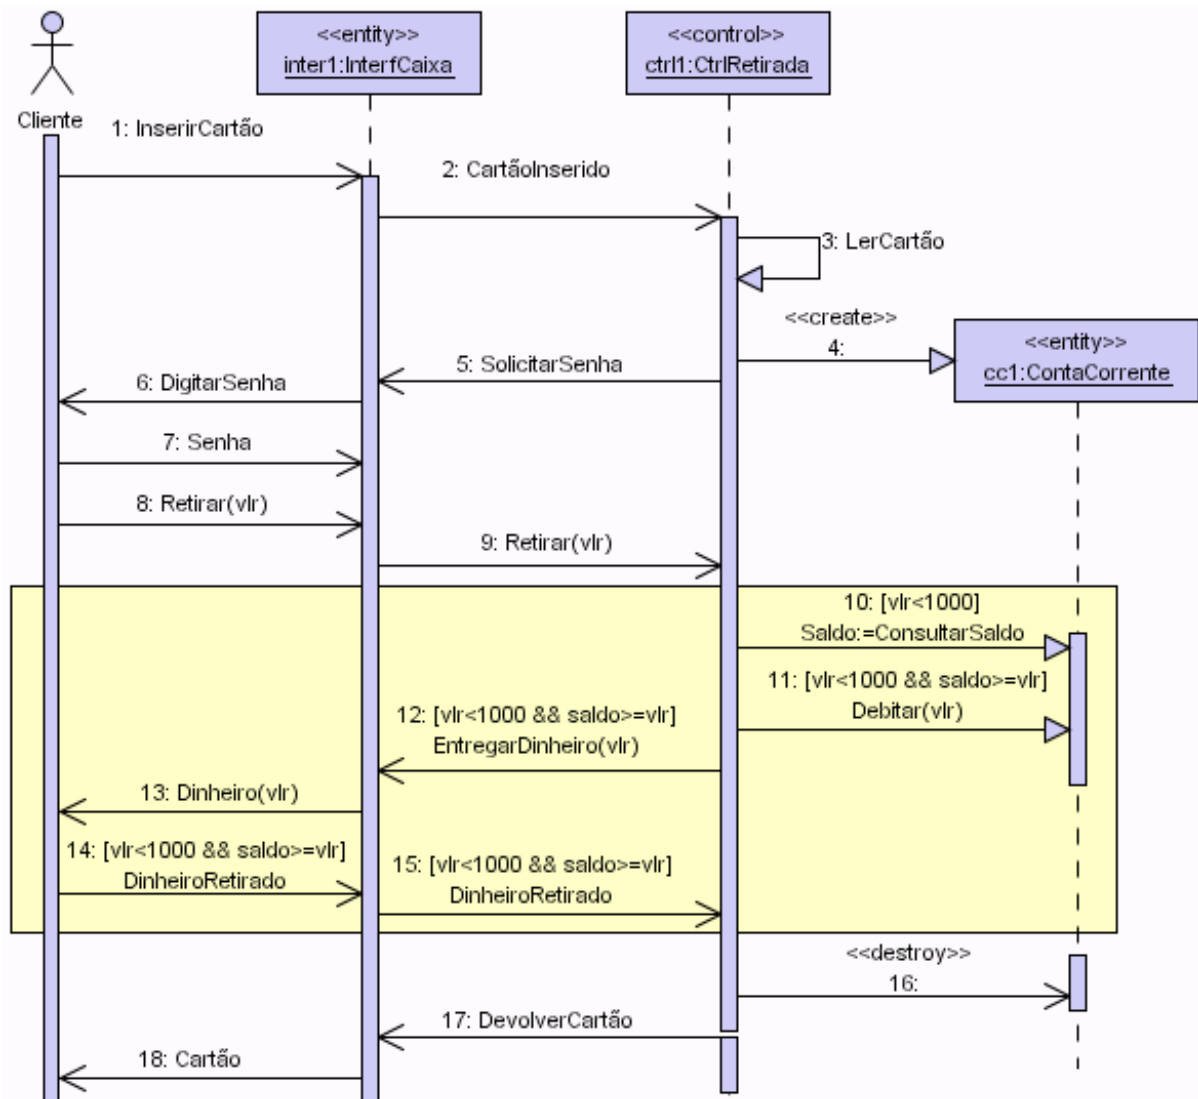 <<entity>>
inter1:InterfCaixa
<<control>>
ctrl1:CtrlRetirada
Cliente
1: InserirCartão
2: CartãoInserido
3: LerCartão
<<create>>
4:
<<entity>>
cc1:ContaCorrente
5: SolicitarSenha
6: DigitarSenha
7: Senha
8: Retirar(vlr)
9: Retirar(vlr)
10: [vlr<1000]
Saldo:=ConsultarSaldo
11: [vlr<1000 && saldo>=vlr]
Debitar(vlr)
12: [vlr<1000 && saldo>=vlr]
EntregarDinheiro(vlr)
13: Dinheiro(vlr)
14: [vlr<1000 && saldo>=vlr]
DinheiroRetirado
15: [vlr<1000 && saldo>=vlr]
DinheiroRetirado
<<destroy>>
16:
17: DevolverCartão
18: Cartão